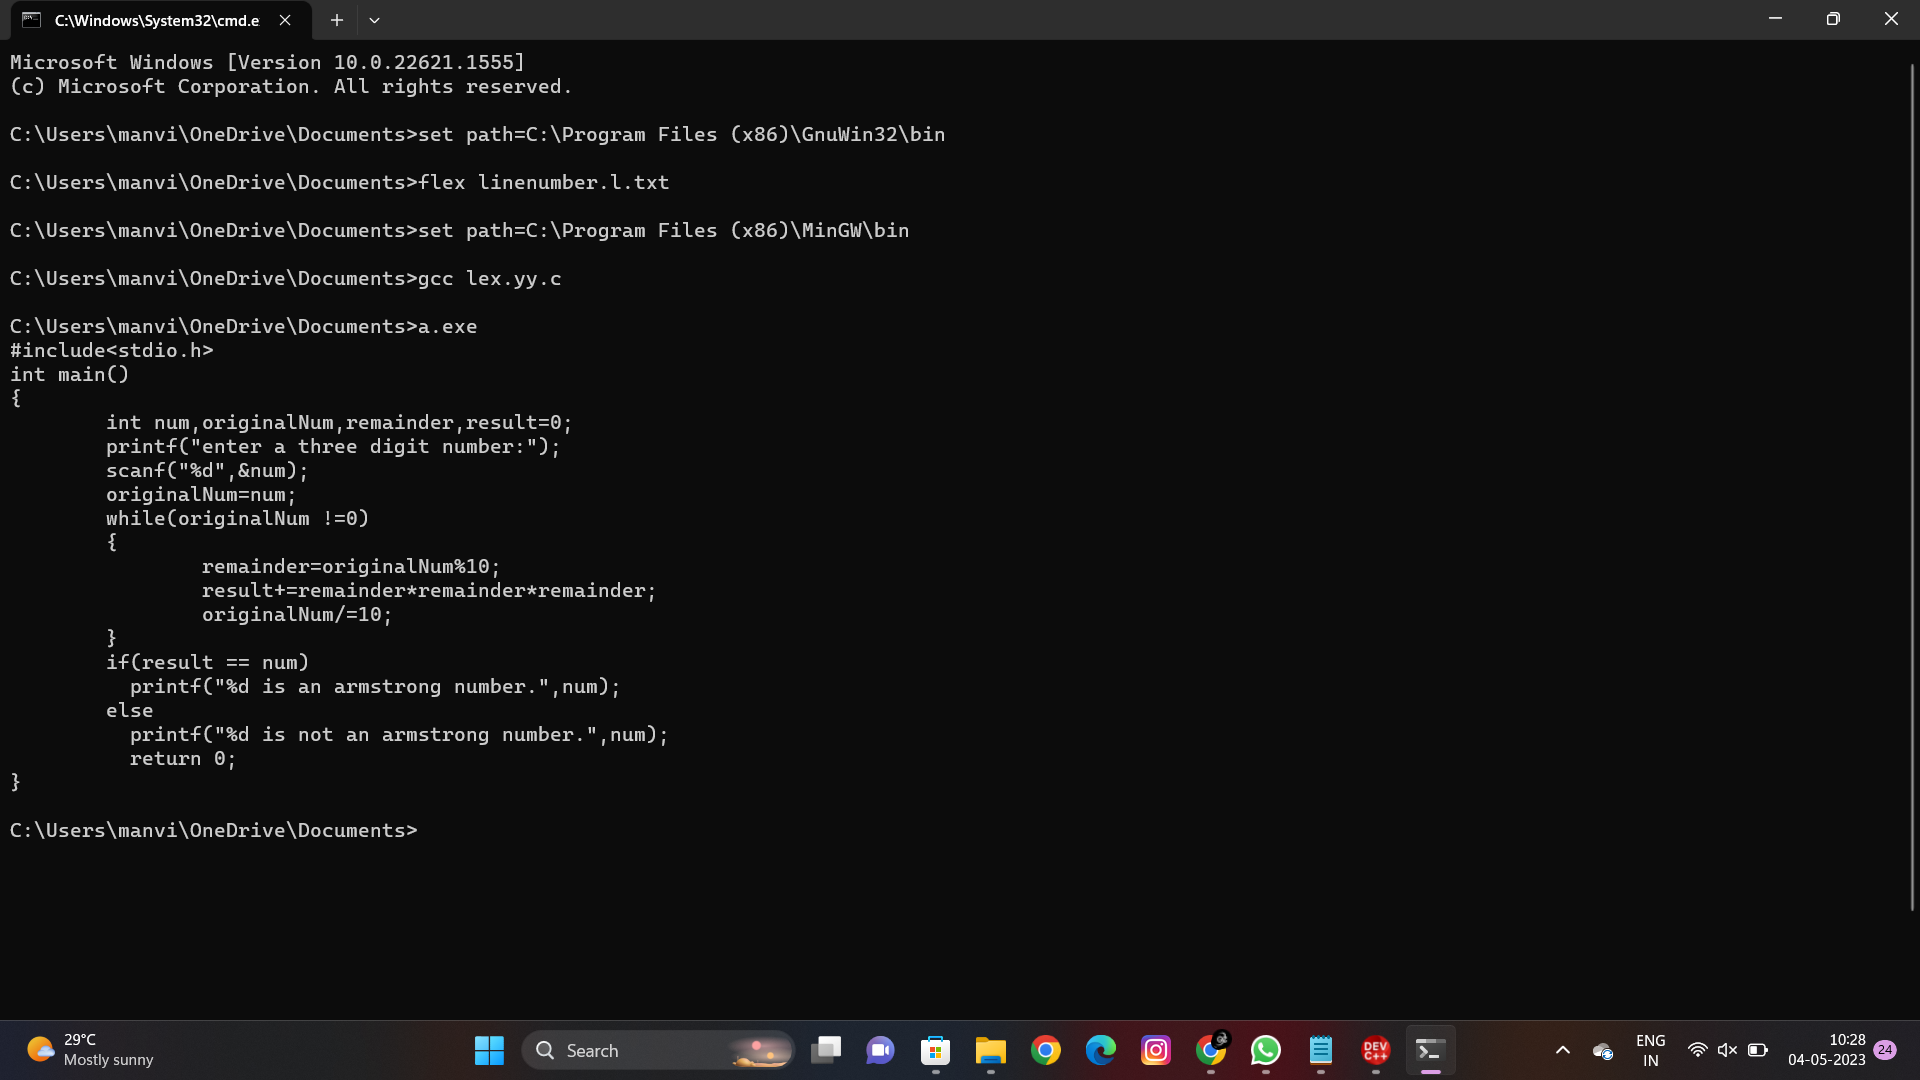 C:\Windows\System32\cmd.e
Microsoft Windows [Version 10.0.22621.1555]
(c) Microsoft Corporation. All rights reserved.

C:\Users\manvi\OneDrive\Documents>set path=C:\Program Files (x86)\GnuWin32\bin

C:\Users\manvi\OneDrive\Documents>flex linenumber.l.txt

C:\Users\manvi\OneDrive\Documents>set path=C:\Program Files (x86)\MinGW\bin

C:\Users\manvi\OneDrive\Documents>gcc lex.yy.c

C:\Users\manvi\OneDrive\Documents>a.exe
#include<stdio.h>
int main()
{
        int num,originalNum,remainder,result=0;
        printf("enter a three digit number:");
        scanf("%d",&num);
        originalNum=num;
        while(originalNum !=0)
        {
                remainder=originalNum%10;
                result+=remainder*remainder*remainder;
                originalNum/=10;
        }
        if(result == num)
          printf("%d is an armstrong number.",num);
        else
          printf("%d is not an armstrong number.",num);
          return 0;
}

C:\Users\manvi\OneDrive\Documents>
29°C
Mostly sunny
Search
DEV
C++
ENG
IN
10:28
04-05-2023
24